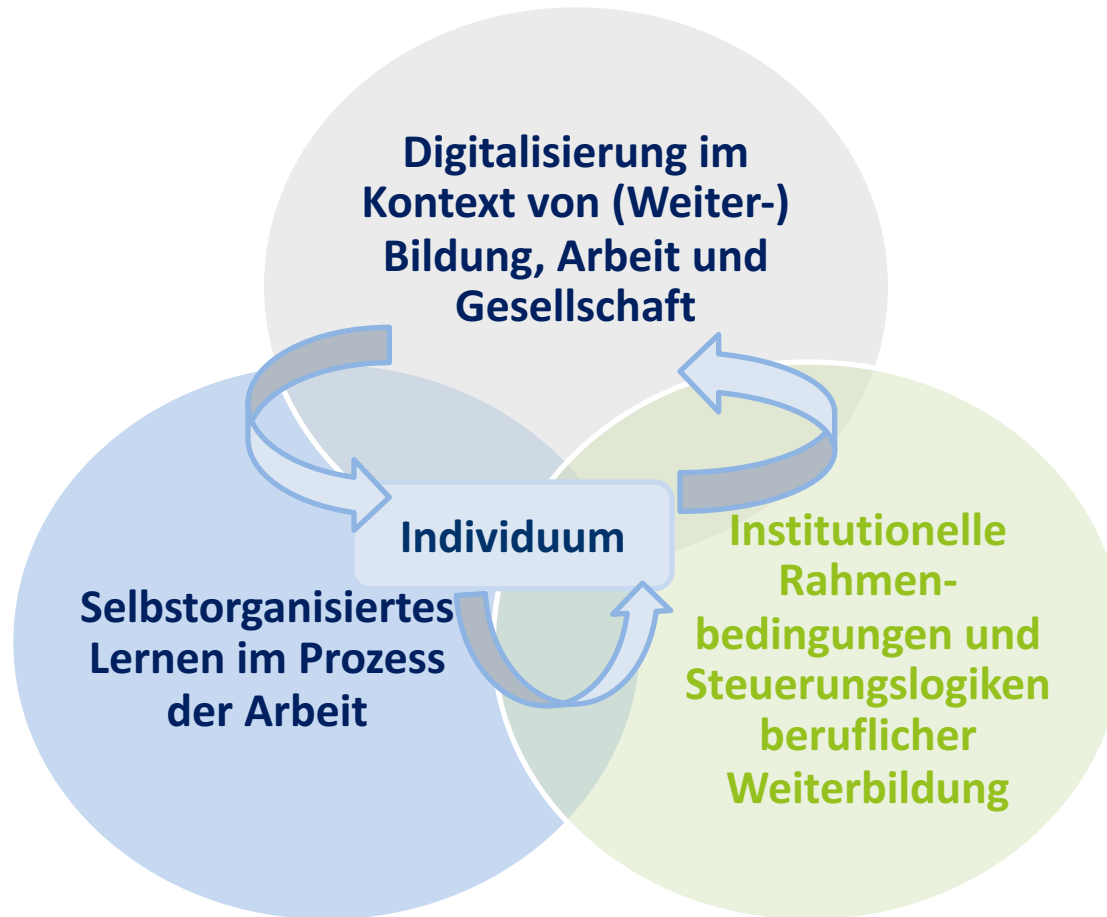 Digitalisierung im
Kontext von (Weiter-)
Bildung, Arbeit und
Gesellschaft
Individuum
Selbstorganisiertes
Lernen im Prozess
der Arbeit
Institutionelle
Rahmen-
bedingungen und
Steuerungslogiken
beruflicher
Weiterbildung